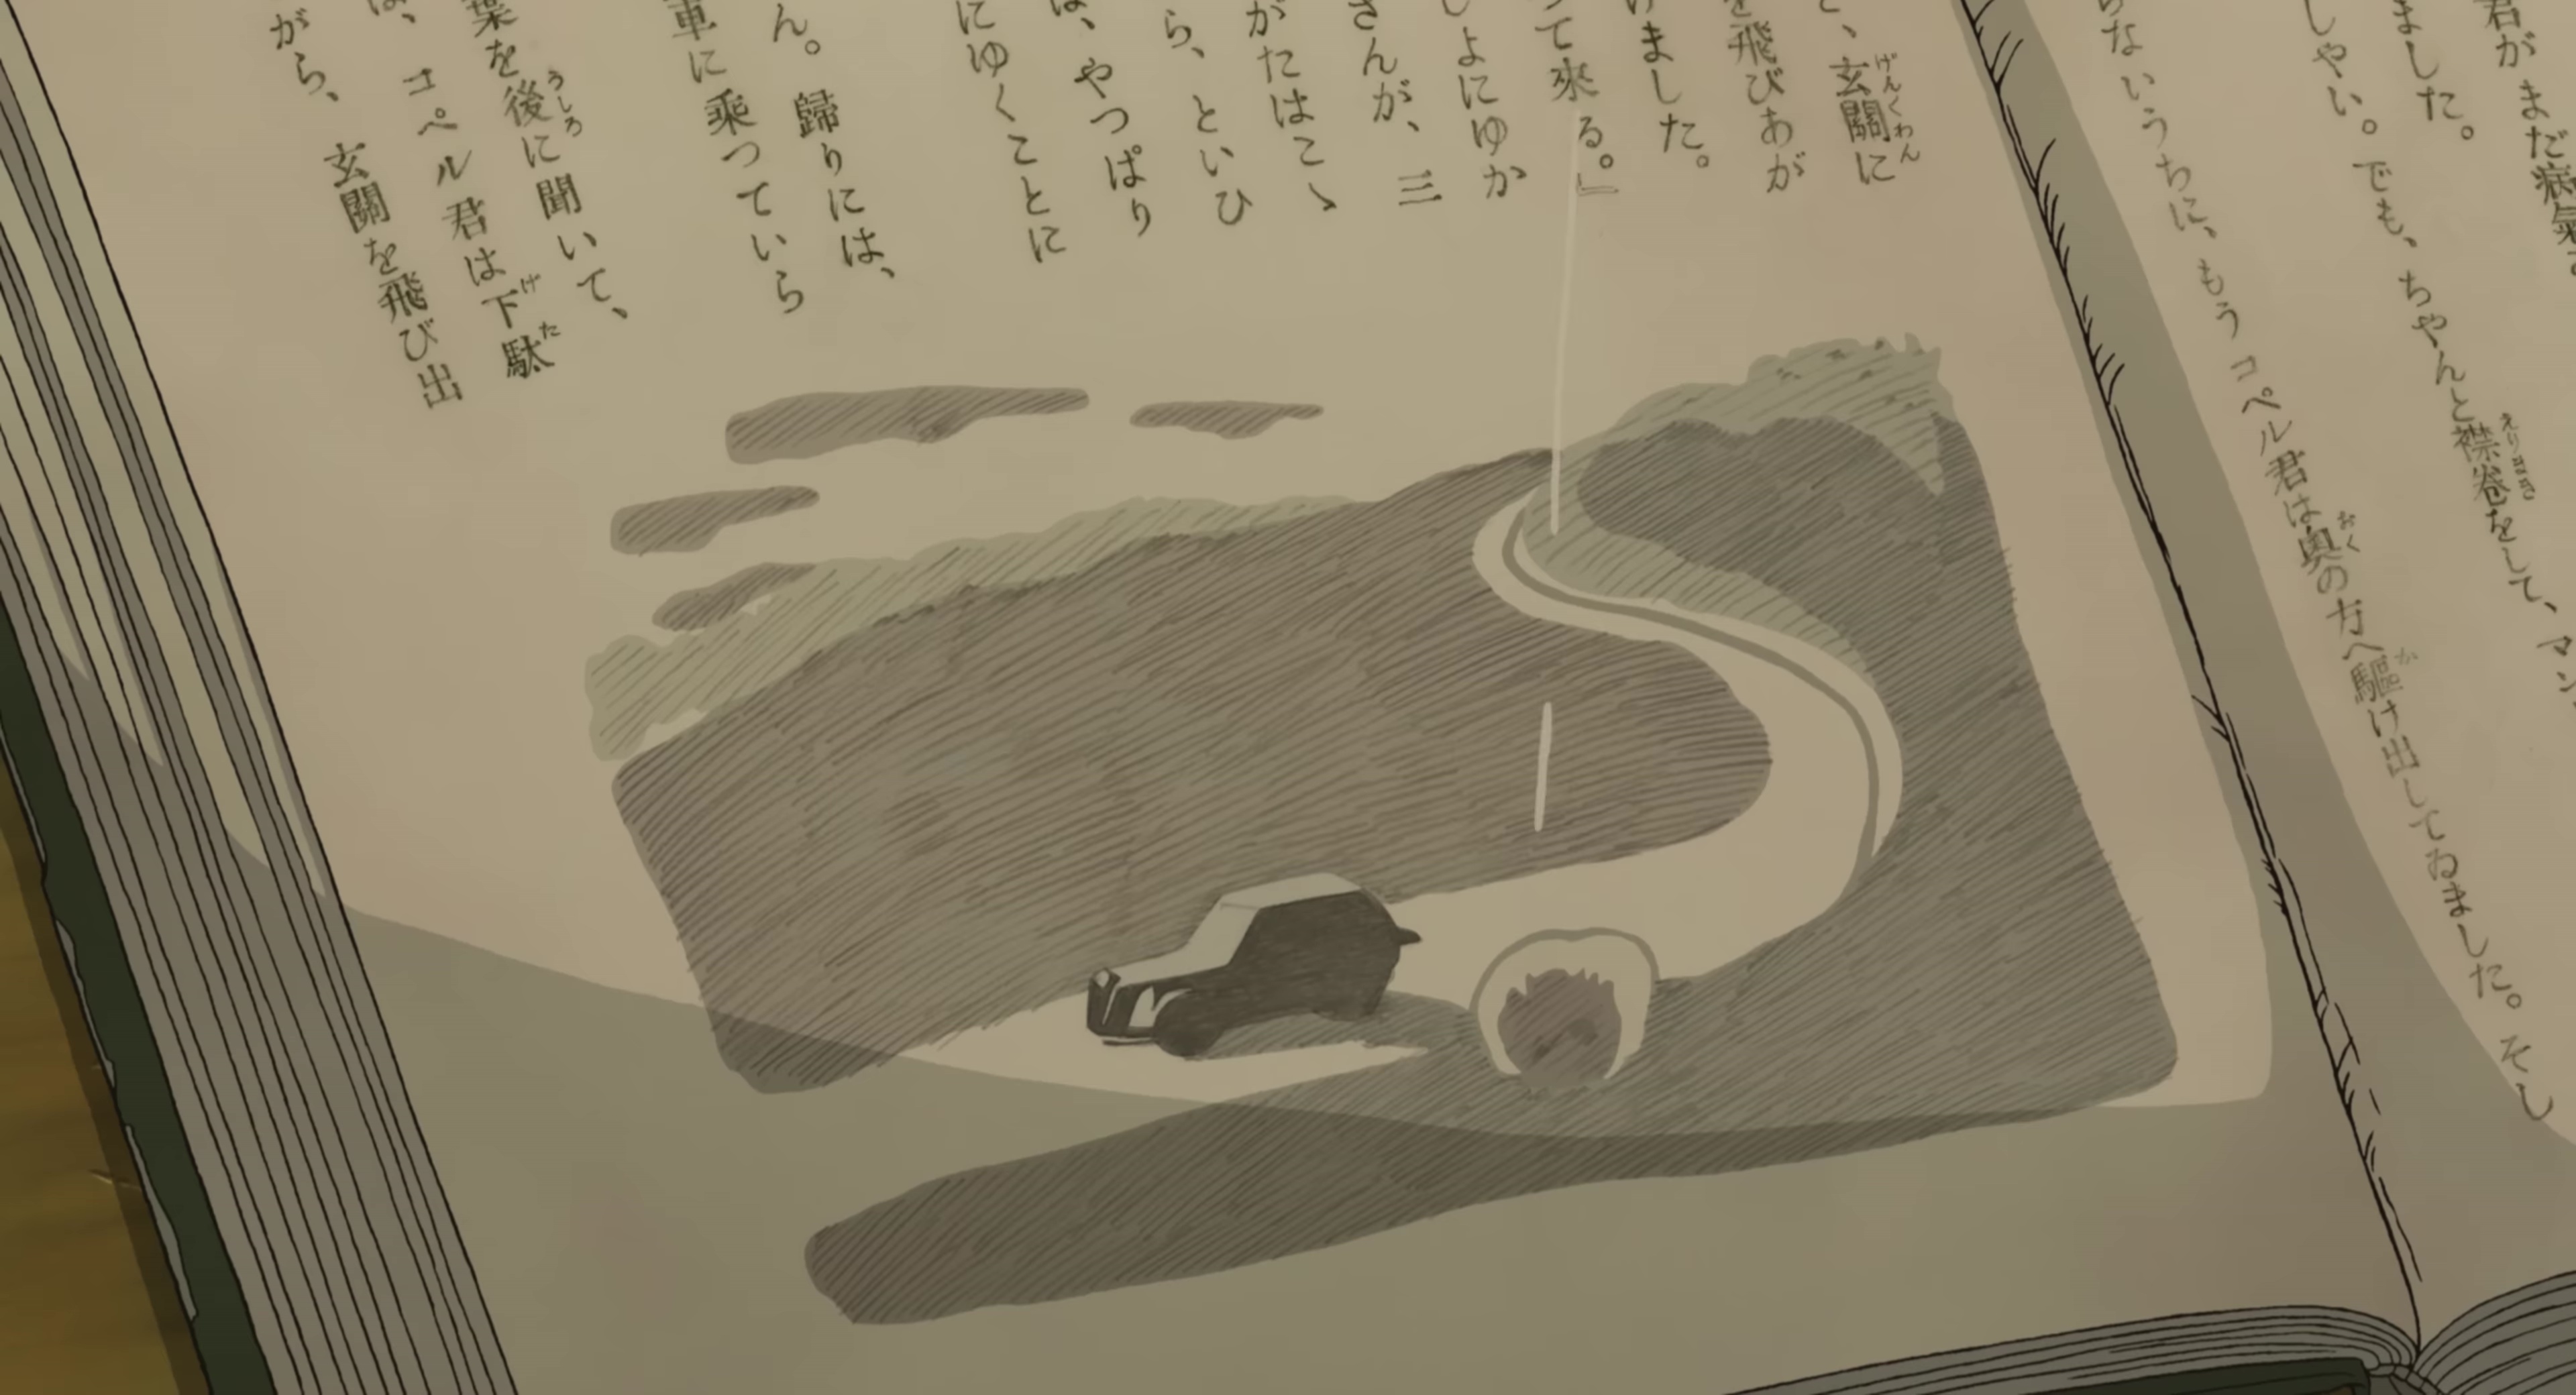 君がまだ病氣
ました。
しやい。でも、ちやんと襟卷をして、マン
らないうちに、もうコペル君は奥の方へ驅け出してゐました。そし
、玄關に
を飛びあが
けました。
つて來る。』
しよにゆか
さんが、三
がたはこゝ
ら、といひ
は、やつぱり
にゆくことに
ん。歸りには、
車に乘つていら
葉を後に聞いて、
は、コペル君は下駄
がら、玄關を飛び出